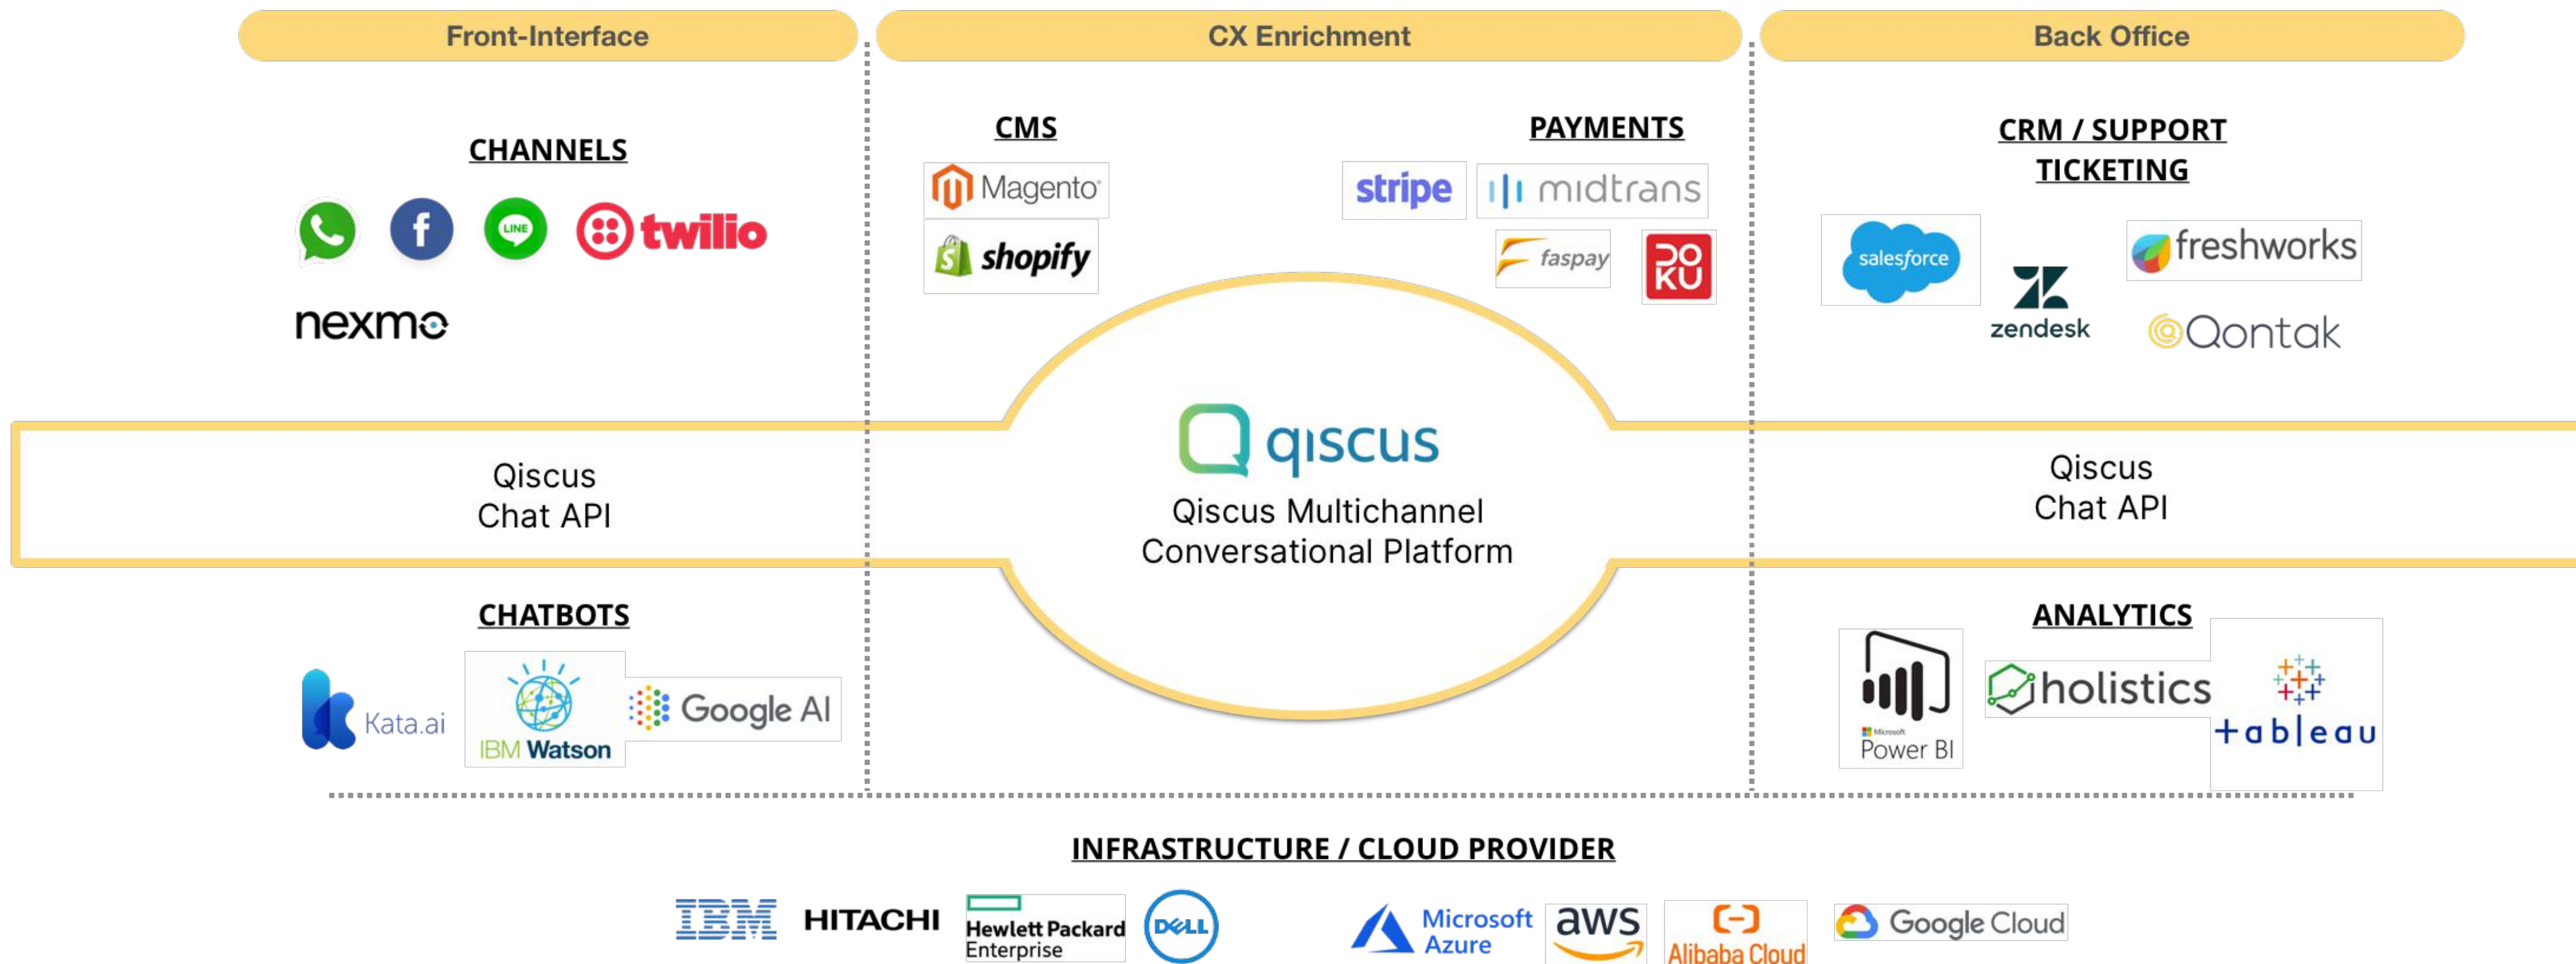 Front-Interface
CX Enrichment
Back Office
CHANNELS
LINE
twilio
nexmo
CMS
Magento
shopify
PAYMENTS
stripe
midtrans
faspay
DOKU
CRM / SUPPORT
TICKETING
salesforce
freshworks
zendesk
Qontak
Qiscus
Chat API
qiscus
Qiscus Multichannel
Conversational Platform
Qiscus
Chat API
CHATBOTS
Kata.ai
IBM Watson
Google AI
ANALYTICS
Microsoft
Power BI
holistics
+ableau
INFRASTRUCTURE / CLOUD PROVIDER
IBM
HITACHI
Hewlett Packard
Enterprise
DELL
Microsoft
Azure
aws
Alibaba Cloud
Google Cloud